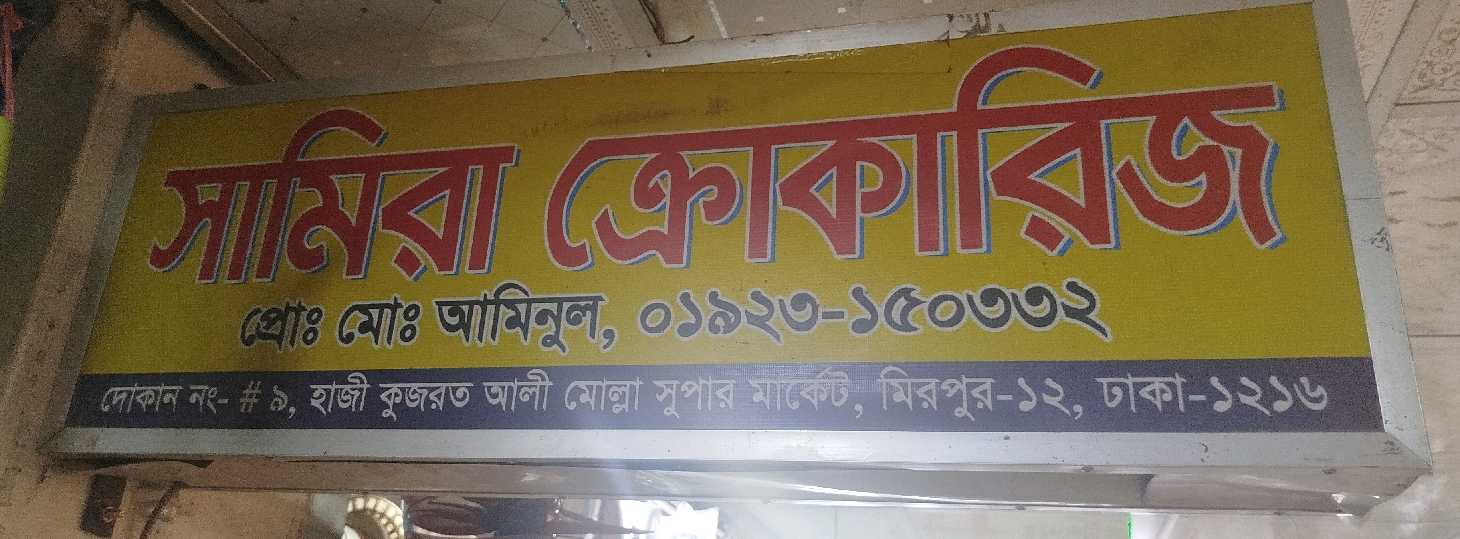 সামিরা ক্রোকারিজ
প্রোঃ মোঃ আমিনুল, ০১৯২৩-১৫০৩৩২
দোকান নং- # ৯, হাজী কুজরত আলী মোল্লা সুপার মার্কেট, মিরপুর-১২, ঢাকা-১২১৬